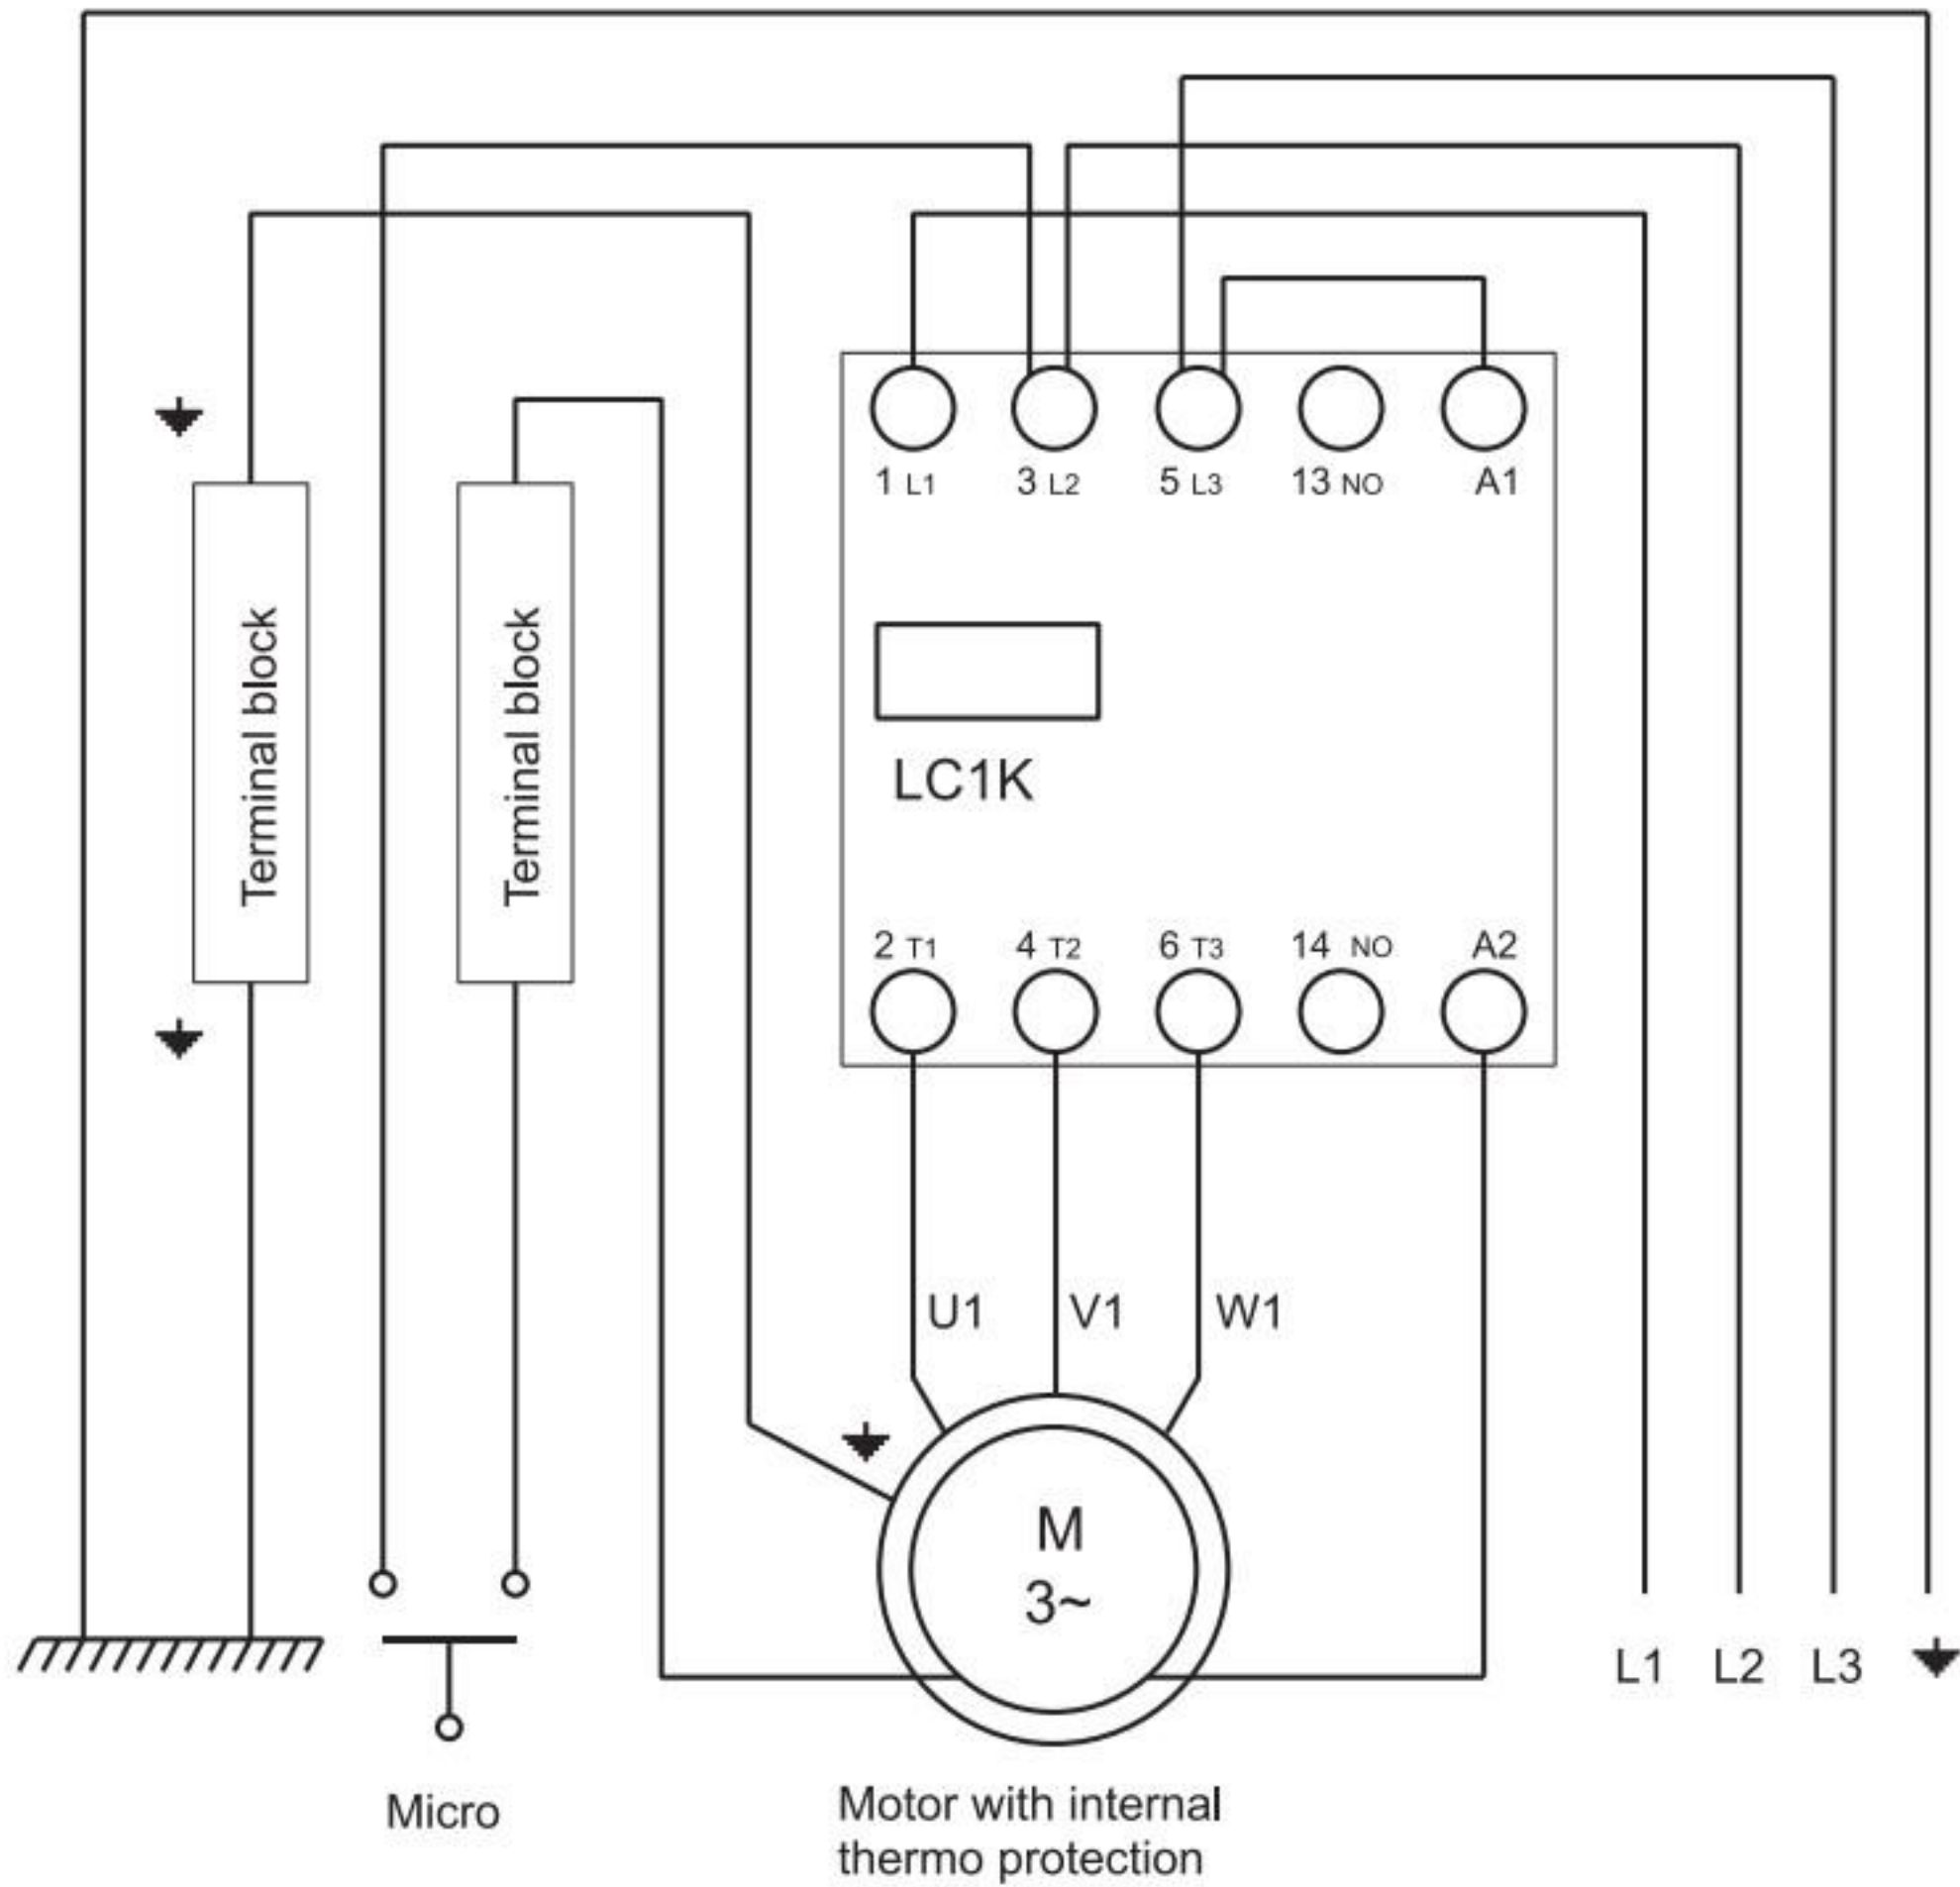 1 L1
3 L2
5 L3
13 NO
A1
Terminal block
Terminal block
LC1K
2 T1
4 T2
6 T3
14 NO
A2
U1
V1
W1
M
3~
L1
L2
L3
Micro
Motor with internal
thermo protection